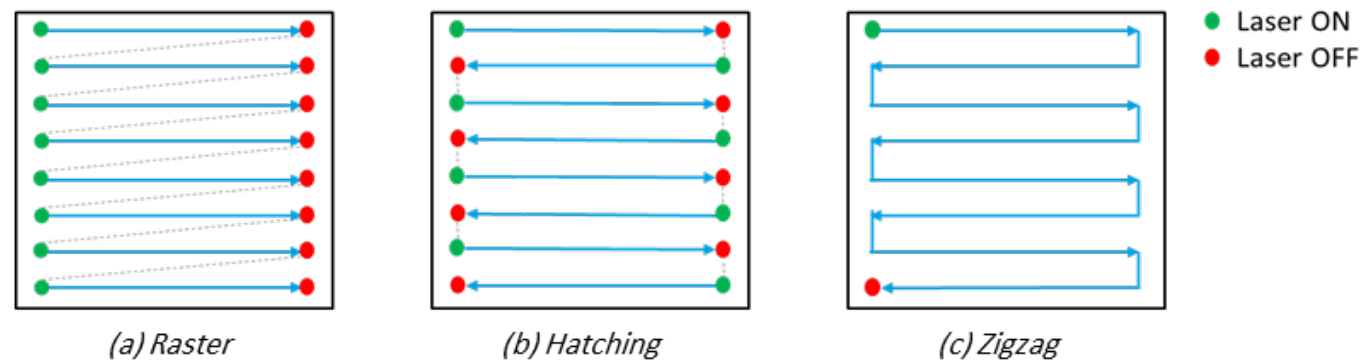 Laser ON
Laser OFF
(a) Raster
(b) Hatching
(c) Zigzag